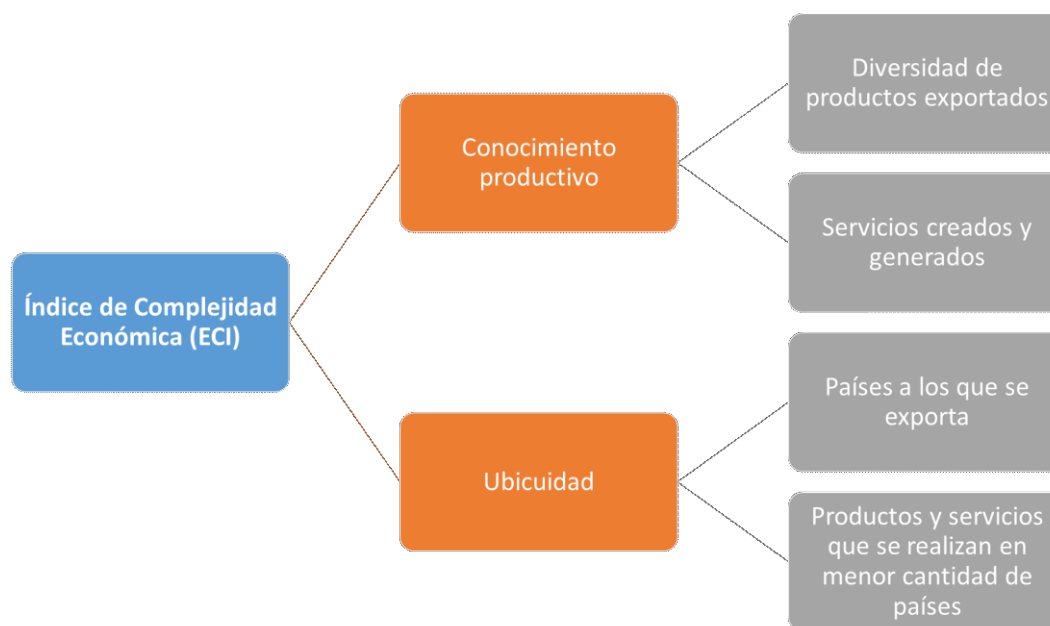 Índice de Complejidad
Económica (ECI)
Conocimiento
productivo
Diversidad de
productos exportados
Servicios creados y
generados
Ubicuidad
Países a los que se
exporta
Productos y servicios
que se realizan en
menor cantidad de
países